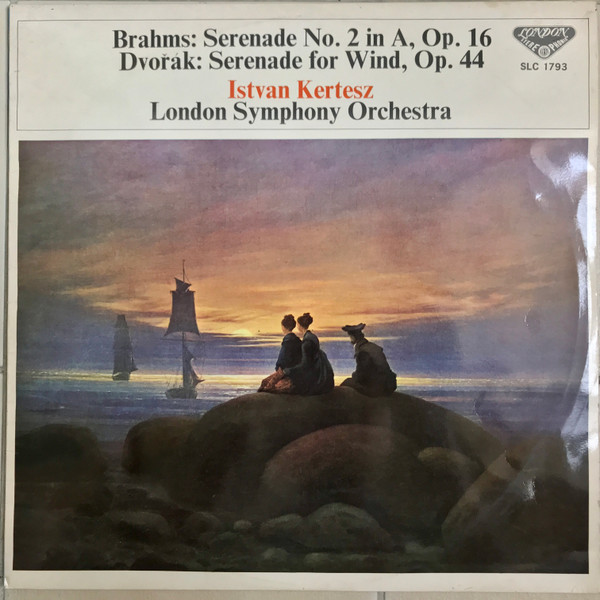 Brahms: Serenade No. 2 in A, Op. 16
Dvořák: Serenade for Wind, Op. 44
Istvan Kertesz
London Symphony Orchestra
LONDON
SLC 1793